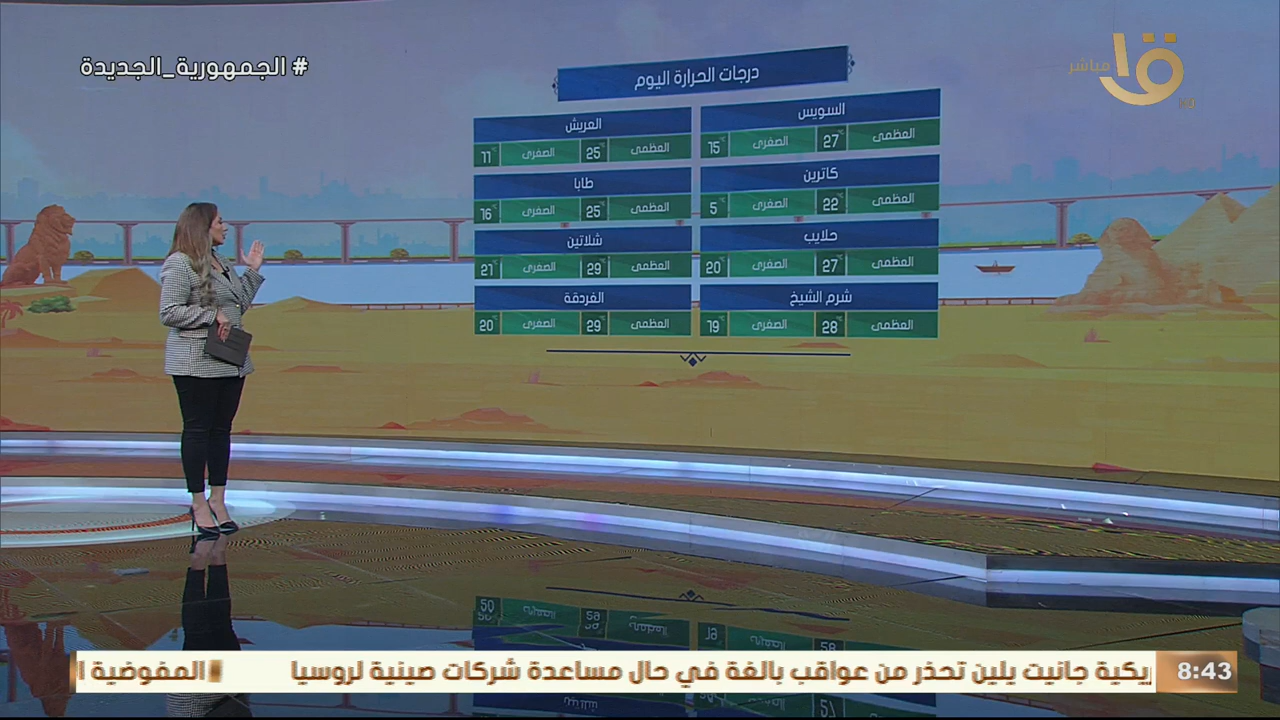 #الجمهورية_الجديدة
مباشر
درجات الحرارة اليوم
السويس
العظمى 27°C الصغرى 15°C
العريش
العظمى 25°C الصغرى 11°C
كاترين
العظمى 22°C الصغرى 5°C
طابا
العظمى 25°C الصغرى 16°C
حلايب
العظمى 27°C الصغرى 20°C
شلاتين
العظمى 29°C الصغرى 21°C
شرم الشيخ
العظمى 28°C الصغرى 19°C
الغردقة
العظمى 29°C الصغرى 20°C
8:43
جانيت يلين تحذر من عواقب بالغة في حال مساعدة شركات صينية لروسيا المفوضية